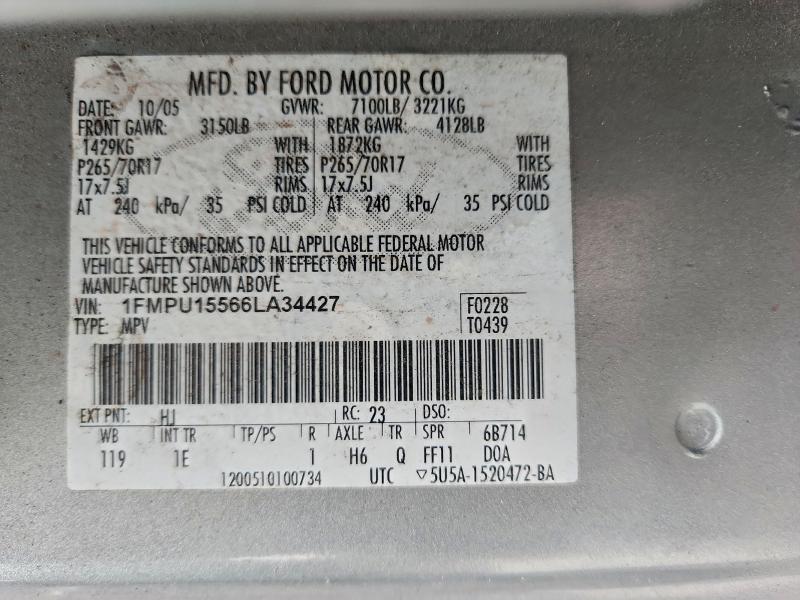 MFD. BY FORD MOTOR CO.
DATE: 10/05 GVWR: 7100LB/ 3221KG
FRONT GAWR: 3150LB REAR GAWR: 4128LB
1429KG WITH 1872KG WITH
P265/70R17 TIRES P265/70R17 TIRES
17x7.5J RIMS 17x7.5J RIMS
AT 240 kPa/ 35 PSI COLD AT 240 kPa/ 35 PSI COLD
THIS VEHICLE CONFORMS TO ALL APPLICABLE FEDERAL MOTOR
VEHICLE SAFETY STANDARDS IN EFFECT ON THE DATE OF
MANUFACTURE SHOWN ABOVE.
VIN: 1FMPU15566LA34427 F0228
TYPE: MPV T0439
EXT PNT: HJ RC: 23 DSO:
WB INT TR TP/PS R AXLE TR SPR 6B714
119 1E 1 H6 Q FF11 DOA
1200510100734 UTC ▽5U5A-1520472-BA